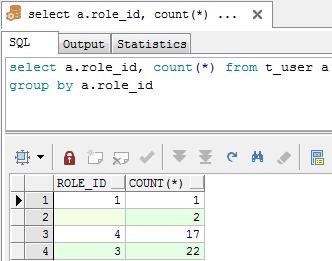 select a.role_id, count(*) ...
SQL Output Statistics
select a.role_id, count(*) from t_user a
group by a.role_id
ROLE_ID COUNT(*)
1 1 1
2 2
3 4 17
4 3 22